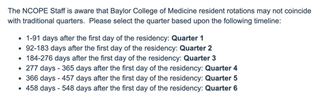 The NCOPE Staff is aware that Baylor College of Medicine resident rotations may not coincide
with traditional quarters. Please select the quarter based upon the following timeline:
• 1-91 days after the first day of the residency: Quarter 1
• 92-183 days after the first day of the residency: Quarter 2
• 184-276 days after the first day of the residency: Quarter 3
• 277 days - 365 days after the first day of the residency: Quarter 4
• 366 days - 457 days after the first day of the residency: Quarter 5
• 458 days - 548 days after the first day of the residency: Quarter 6